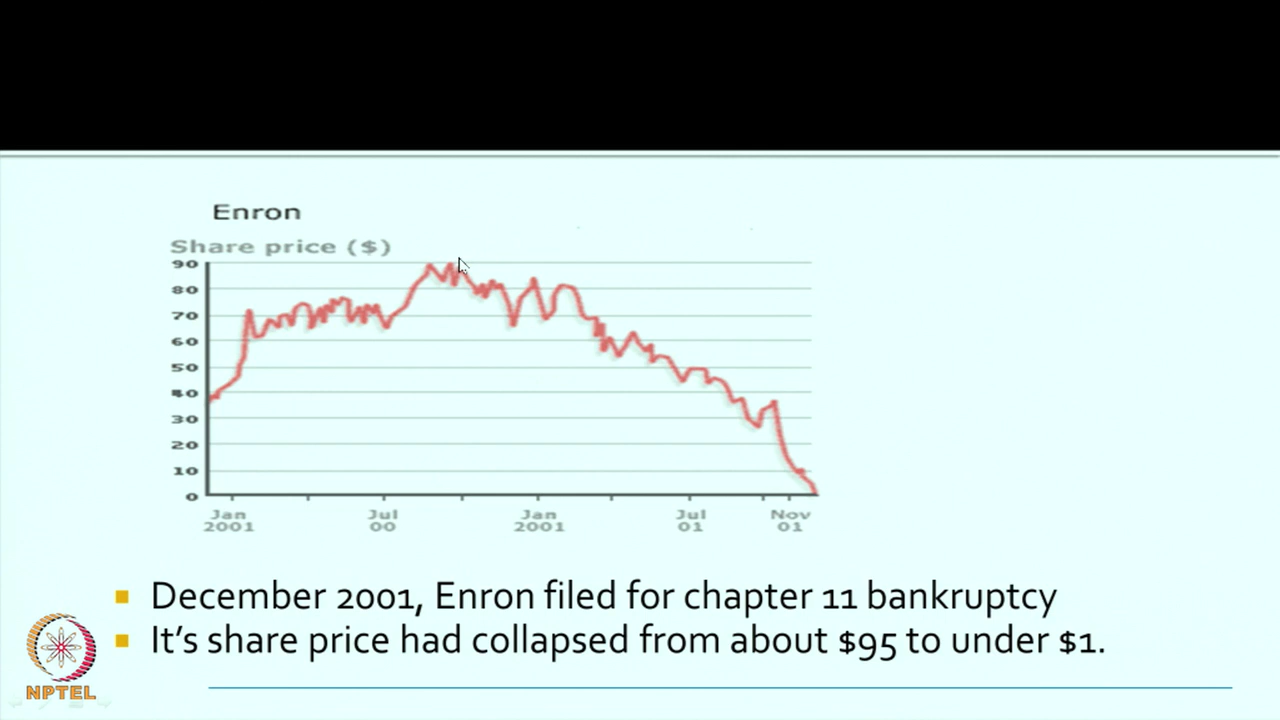 Enron
Share price ($)
90
80
70
60
50
40
30
20
10
0
Jan Jul Jan Jul Nov
2001 00 2001 01 01
December 2001, Enron filed for chapter 11 bankruptcy
It's share price had collapsed from about $95 to under $1.
NPTEL